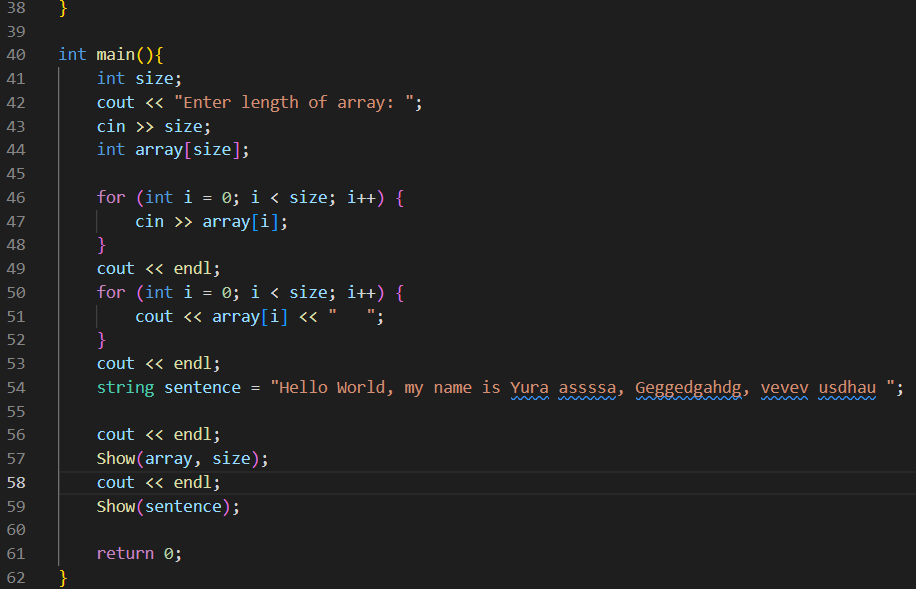 38 }
39
40 int main(){
41     int size;
42     cout << "Enter length of array: ";
43     cin >> size;
44     int array[size];
45
46     for (int i = 0; i < size; i++) {
47         cin >> array[i];
48     }
49     cout << endl;
50     for (int i = 0; i < size; i++) {
51         cout << array[i] << "   ";
52     }
53     cout << endl;
54     string sentence = "Hello World, my name is Yura assssa, Geggedgahdg, vevev usdhau ";
55
56     cout << endl;
57     Show(array, size);
58     cout << endl;
59     Show(sentence);
60
61     return 0;
62 }